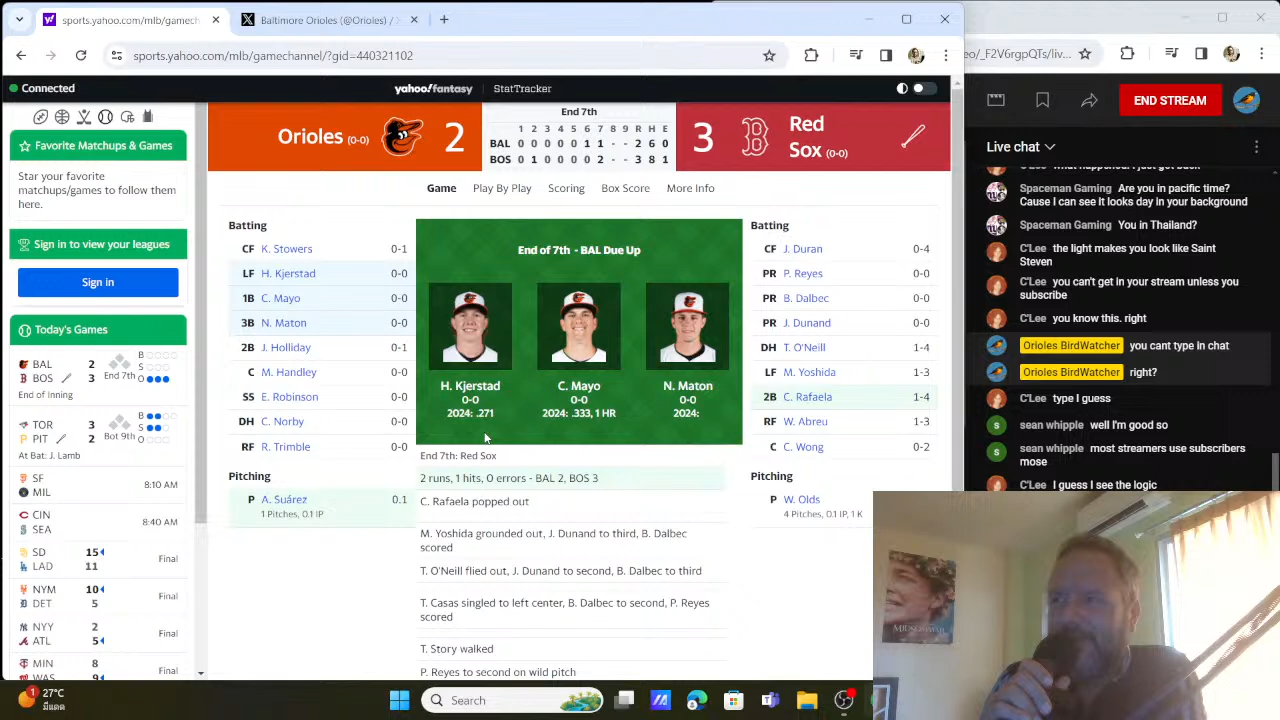 sports.yahoo.com/mlb/gamech
Baltimore Orioles (@Orioles) /
sports.yahoo.com/mlb/gamechannel/?gid=440321102
eo/_F2V6rgpQTs/liv
Connected
yahoo!fantasy
StatTracker
Orioles (0-0)
2
End 7th
1 2 3 4 5 6 7 8 9 R H E
BAL 0 0 0 0 0 1 1 - - 2 6 0
BOS 0 1 0 0 0 0 2 - - 3 8 1
3
Red
Sox (0-0)
END STREAM
Favorite Matchups & Games
Star your favorite
matchups/games to follow them
here.
Sign in to view your leagues
Sign in
Today's Games
BAL 2
BOS 3
B
S
O
End 7th
End of Inning
TOR 3
PIT 2
B
S
O
Bot 9th
At Bat: J. Lamb
SF
MIL
8:10 AM
CIN
SEA
8:40 AM
SD 15
LAD 11
Final
NYM 10
DET 5
Final
NYY 2
ATL 5
Final
MIN 8
WAS 9
Final
Game
Play By Play
Scoring
Box Score
More Info
Batting
CF K. Stowers 0-1
LF H. Kjerstad 0-0
1B C. Mayo 0-0
3B N. Maton 0-0
2B J. Holliday 0-1
C M. Handley 0-0
SS E. Robinson 0-0
DH C. Norby 0-0
RF R. Trimble 0-0
Pitching
P A. Suárez 0.1
1 Pitches, 0.1 IP
End of 7th - BAL Due Up
H. Kjerstad
0-0
2024: .271
C. Mayo
0-0
2024: .333, 1 HR
N. Maton
0-0
2024:
End 7th: Red Sox
2 runs, 1 hits, 0 errors - BAL 2, BOS 3
C. Rafaela popped out
M. Yoshida grounded out, J. Dunand to third, B. Dalbec
scored
T. O'Neill flied out, J. Dunand to second, B. Dalbec to third
T. Casas singled to left center, B. Dalbec to second, P. Reyes
scored
T. Story walked
P. Reyes to second on wild pitch
Batting
CF J. Duran 0-4
PR P. Reyes 0-0
PR B. Dalbec 0-0
PR J. Dunand 0-0
DH T. O'Neill 1-4
LF M. Yoshida 1-3
2B C. Rafaela 1-4
RF W. Abreu 1-3
C C. Wong 0-2
Pitching
P W. Olds
4 Pitches, 0.1 IP, 1 K
Live chat
Spaceman Gaming Are you in pacific time?
Cause I can see it looks day in your background
Spaceman Gaming You in Thailand?
C'Lee the light makes you look like Saint
Steven
C'Lee you can't get in your stream unless you
subscribe
C'Lee you know this. right
Orioles BirdWatcher you cant type in chat
Orioles BirdWatcher right?
C'Lee type I guess
sean whipple well I'm good so
sean whipple most streamers use subscribers
mose
C'Lee I guess I see the logic
MIDSOMMAR
1
27°C
มีแดด
Search